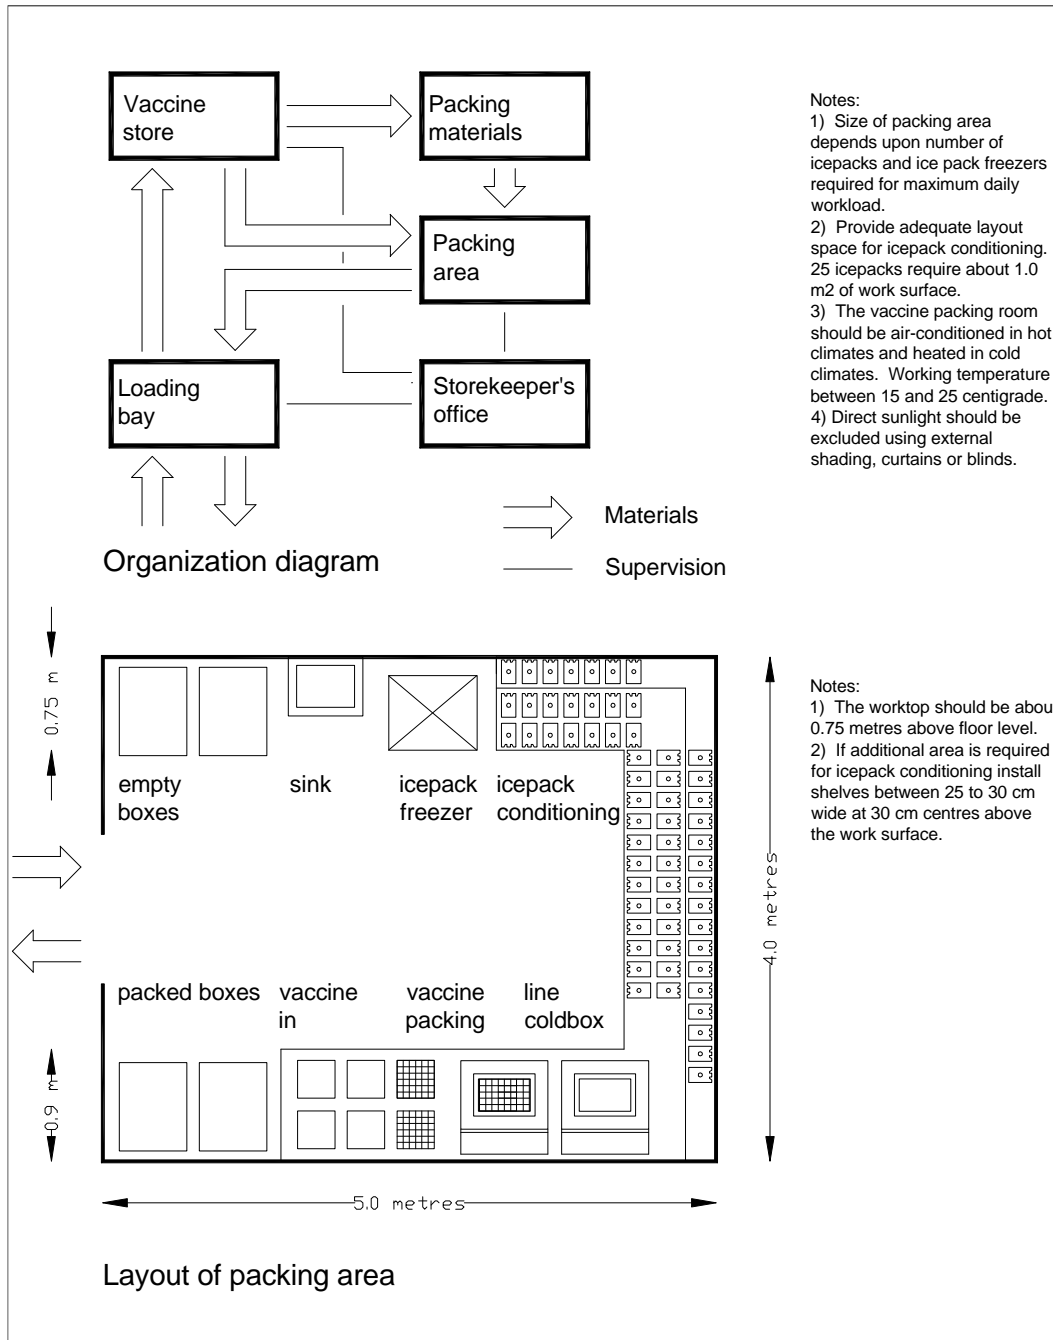 Vaccine
store
Packing
materials
Packing
area
Loading
bay
Storekeeper's
office
Materials
Supervision
Organization diagram
Notes:
1) Size of packing area
depends upon number of
icepacks and ice pack freezers
required for maximum daily
workload.
2) Provide adequate layout
space for icepack conditioning.
25 icepacks require about 1.0
m2 of work surface.
3) The vaccine packing room
should be air-conditioned in hot
climates and heated in cold
climates. Working temperature
between 15 and 25 centigrade.
4) Direct sunlight should be
excluded using external
shading, curtains or blinds.
0.75 m
empty
boxes
sink
icepack
freezer
icepack
conditioning
packed boxes
vaccine
in
vaccine
packing
line
coldbox
0.9 m
4.0 metres
5.0 metres
Layout of packing area
Notes:
1) The worktop should be abou
0.75 metres above floor level.
2) If additional area is required
for icepack conditioning install
shelves between 25 to 30 cm
wide at 30 cm centres above
the work surface.